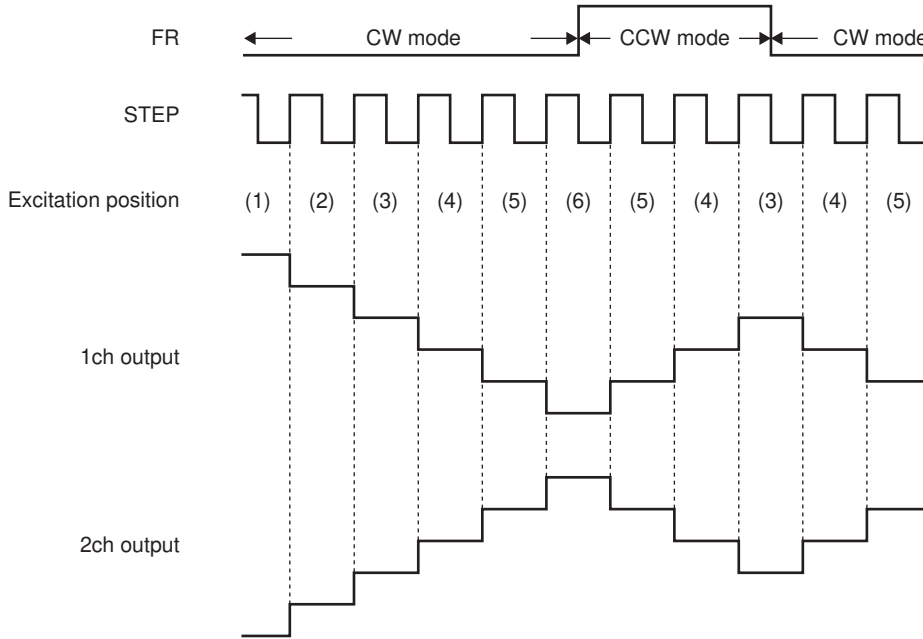 FR
CW mode
CCW mode
CW mode
STEP
Excitation position
(1) (2) (3) (4) (5) (6) (5) (4) (3) (4) (5)
1ch output
2ch output